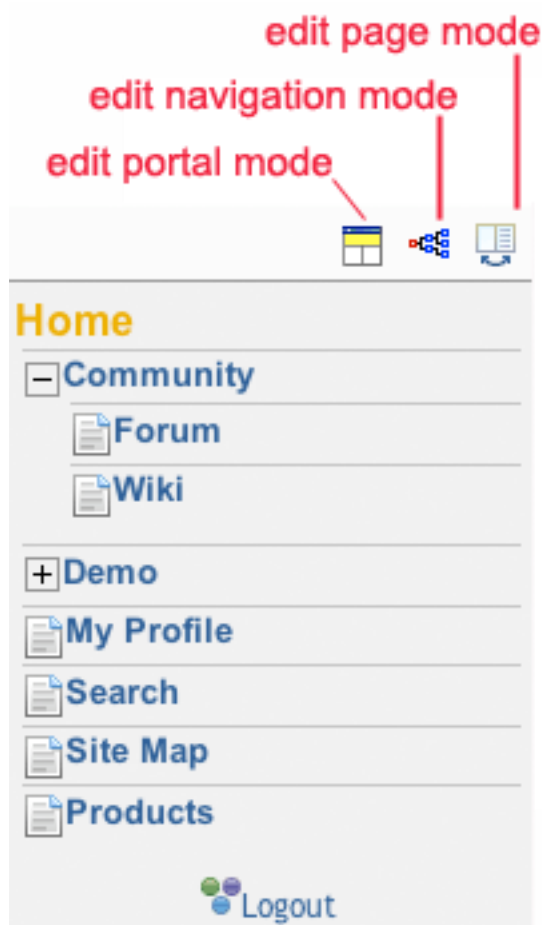 edit page mode
edit navigation mode
edit portal mode
Home
Community
Forum
Wiki
Demo
My Profile
Search
Site Map
Products
Logout